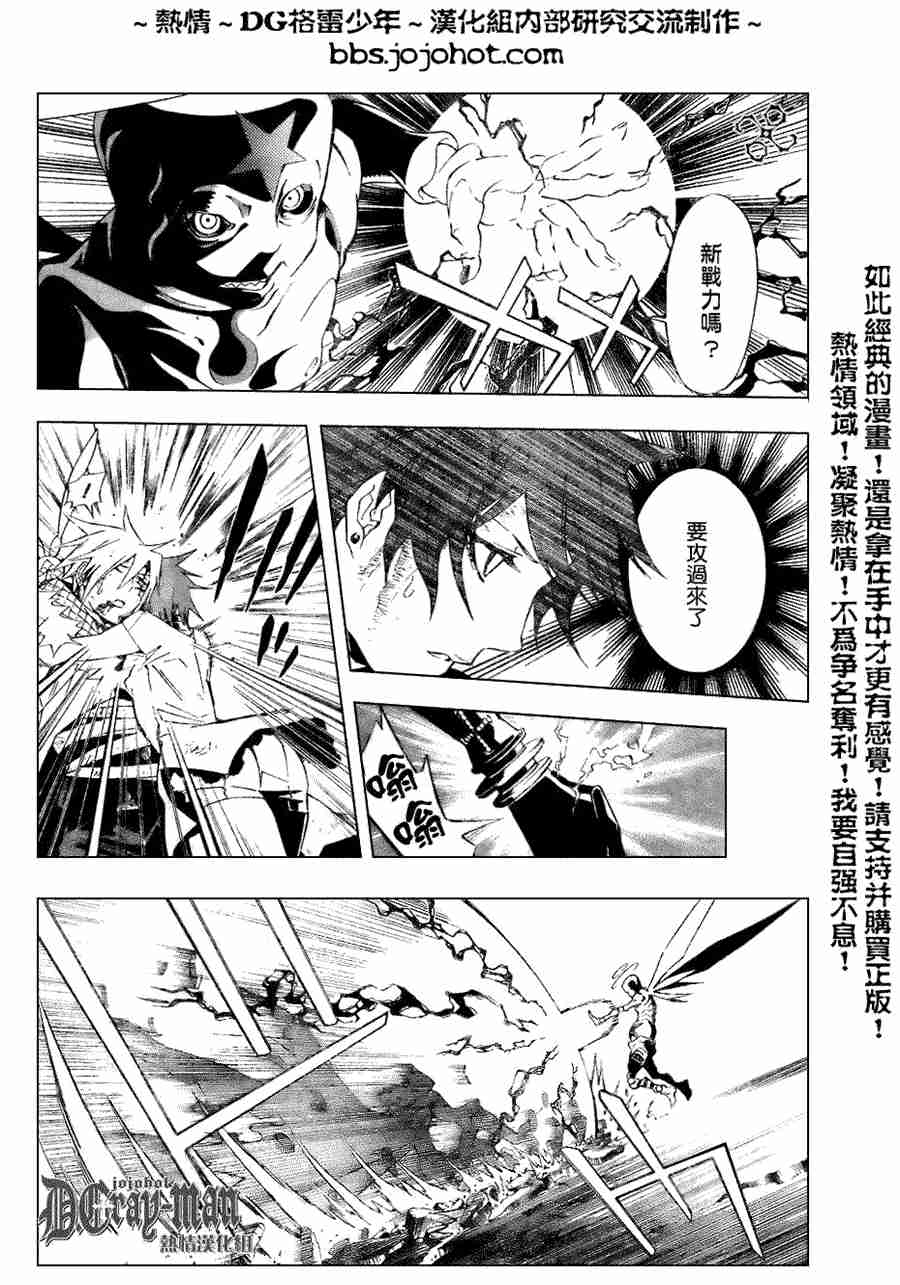 ~熱情~DG格雷少年~漢化組内部研究交流制作~
bbs.jojohot.com
新戰力嗎？
要攻過來了
！
如此經典的漫畫！還是拿在手中才更有感覺！請支持并購買正版！
熱情領域！凝聚熱情！不爲争名奪利！我要自强不息！
jojohot
D.Gray-man
熱情漢化組